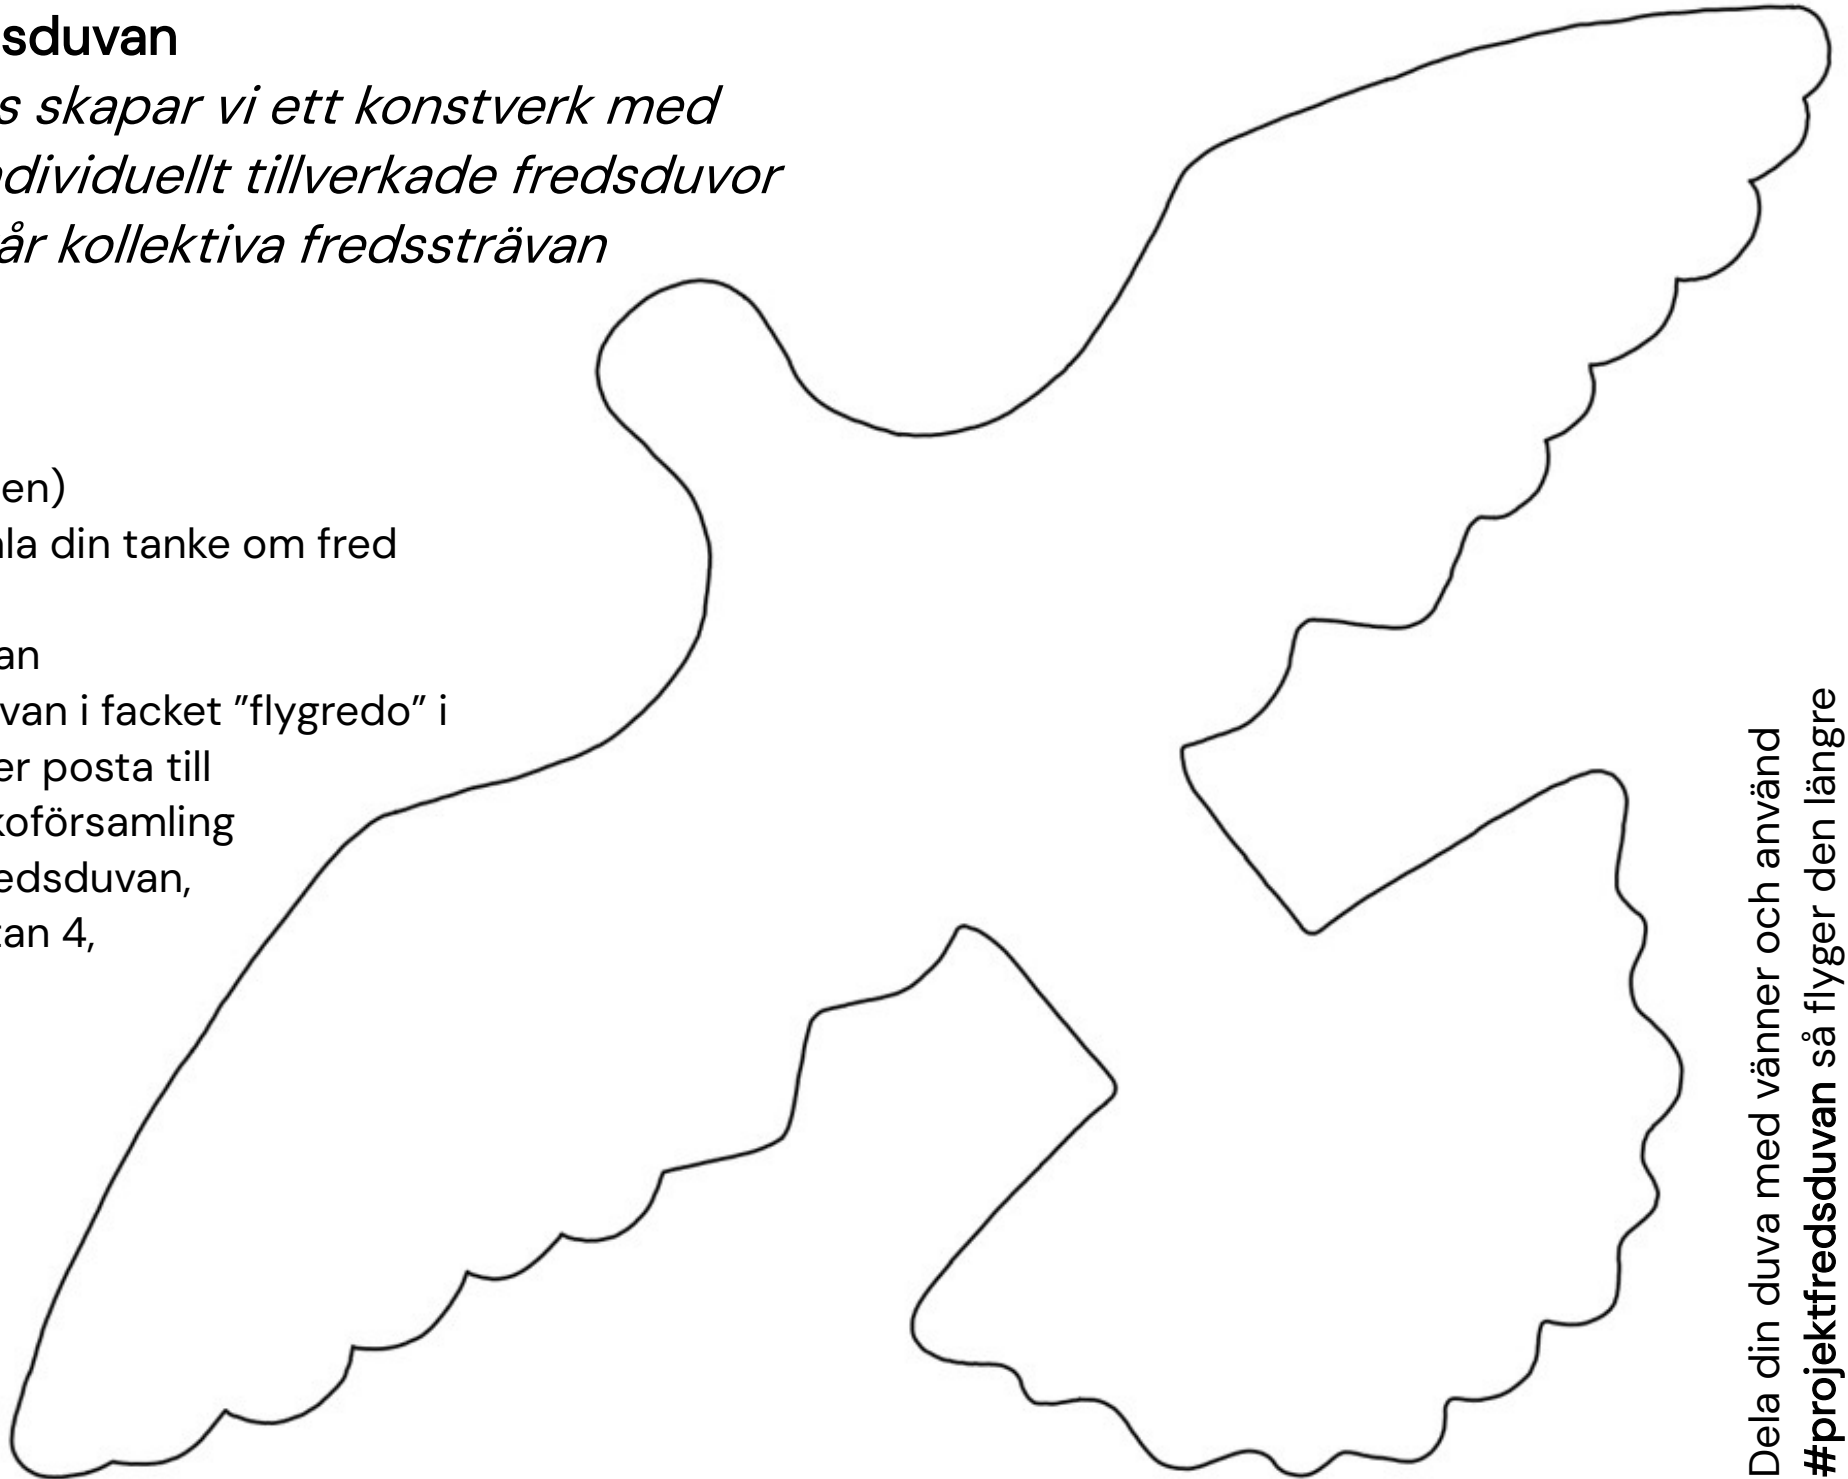 sduvan
s skapar vi ett konstverk med
dividuellt tillverkade fredsduvor
år kollektiva fredssträvan
en)
la din tanke om fred
an
van i facket ”flygredo” i
er posta till
koförsamling
edsduvan,
tan 4,
Dela din duva med vänner och använd
#projektfredsduvan så flyger den längre